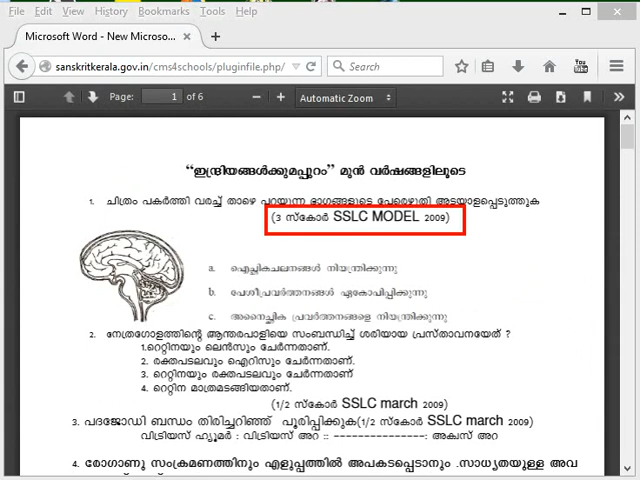 File Edit View History Bookmarks Tools Help
Microsoft Word - New Microso...
sanskritkerala.gov.in/cms4schools/pluginfile.php/ Search
Page: 1 of 6 Automatic Zoom
“ഇന്ദ്രിയങ്ങൾക്കുമപ്പുറം” മുൻ വർഷങ്ങളിലൂടെ
1. ചിത്രം പകർത്തി വരച്ച് താഴെ പറയുന്ന ഭാഗങ്ങളുടെ പേരെഴുതി അടയാളപ്പെടുത്തുക
(3 സ്കോർ SSLC MODEL 2009)
a. ഐച്ഛികചലനങ്ങൾ നിയന്ത്രിക്കുന്നു
b. പേശീപ്രവർത്തനങ്ങൾ ഏകോപിപ്പിക്കുന്നു
c. അനൈച്ഛിക പ്രവർത്തനങ്ങളെ നിയന്ത്രിക്കുന്നു
2. നേത്രഗോളത്തിന്റെ ആന്തരപാളിയെ സംബന്ധിച്ച് ശരിയായ പ്രസ്താവനയേത് ?
1.റെറ്റിനയും ലെൻസും ചേർന്നതാണ്.
2. രക്തപടലവും ഐറിസും ചേർന്നതാണ്.
3. റെറ്റിനയും രക്തപടലവും ചേർന്നതാണ്
4. റെറ്റിന മാത്രമടങ്ങിയതാണ്.
(1/2 സ്കോർ SSLC march 2009)
3. പദജോഡി ബന്ധം തിരിച്ചറിഞ്ഞ് പൂരിപ്പിക്കുക(1/2 സ്കോർ SSLC march 2009)
വിട്രിയസ് ഹ്യൂമർ : വിട്രിയസ് അറ :: ---------------: അക്വസ് അറ
4. രോഗാണു സംക്രമണത്തിനും എളുപ്പത്തിൽ അപകടപ്പെടാനും .സാധ്യതയുള്ള അവ